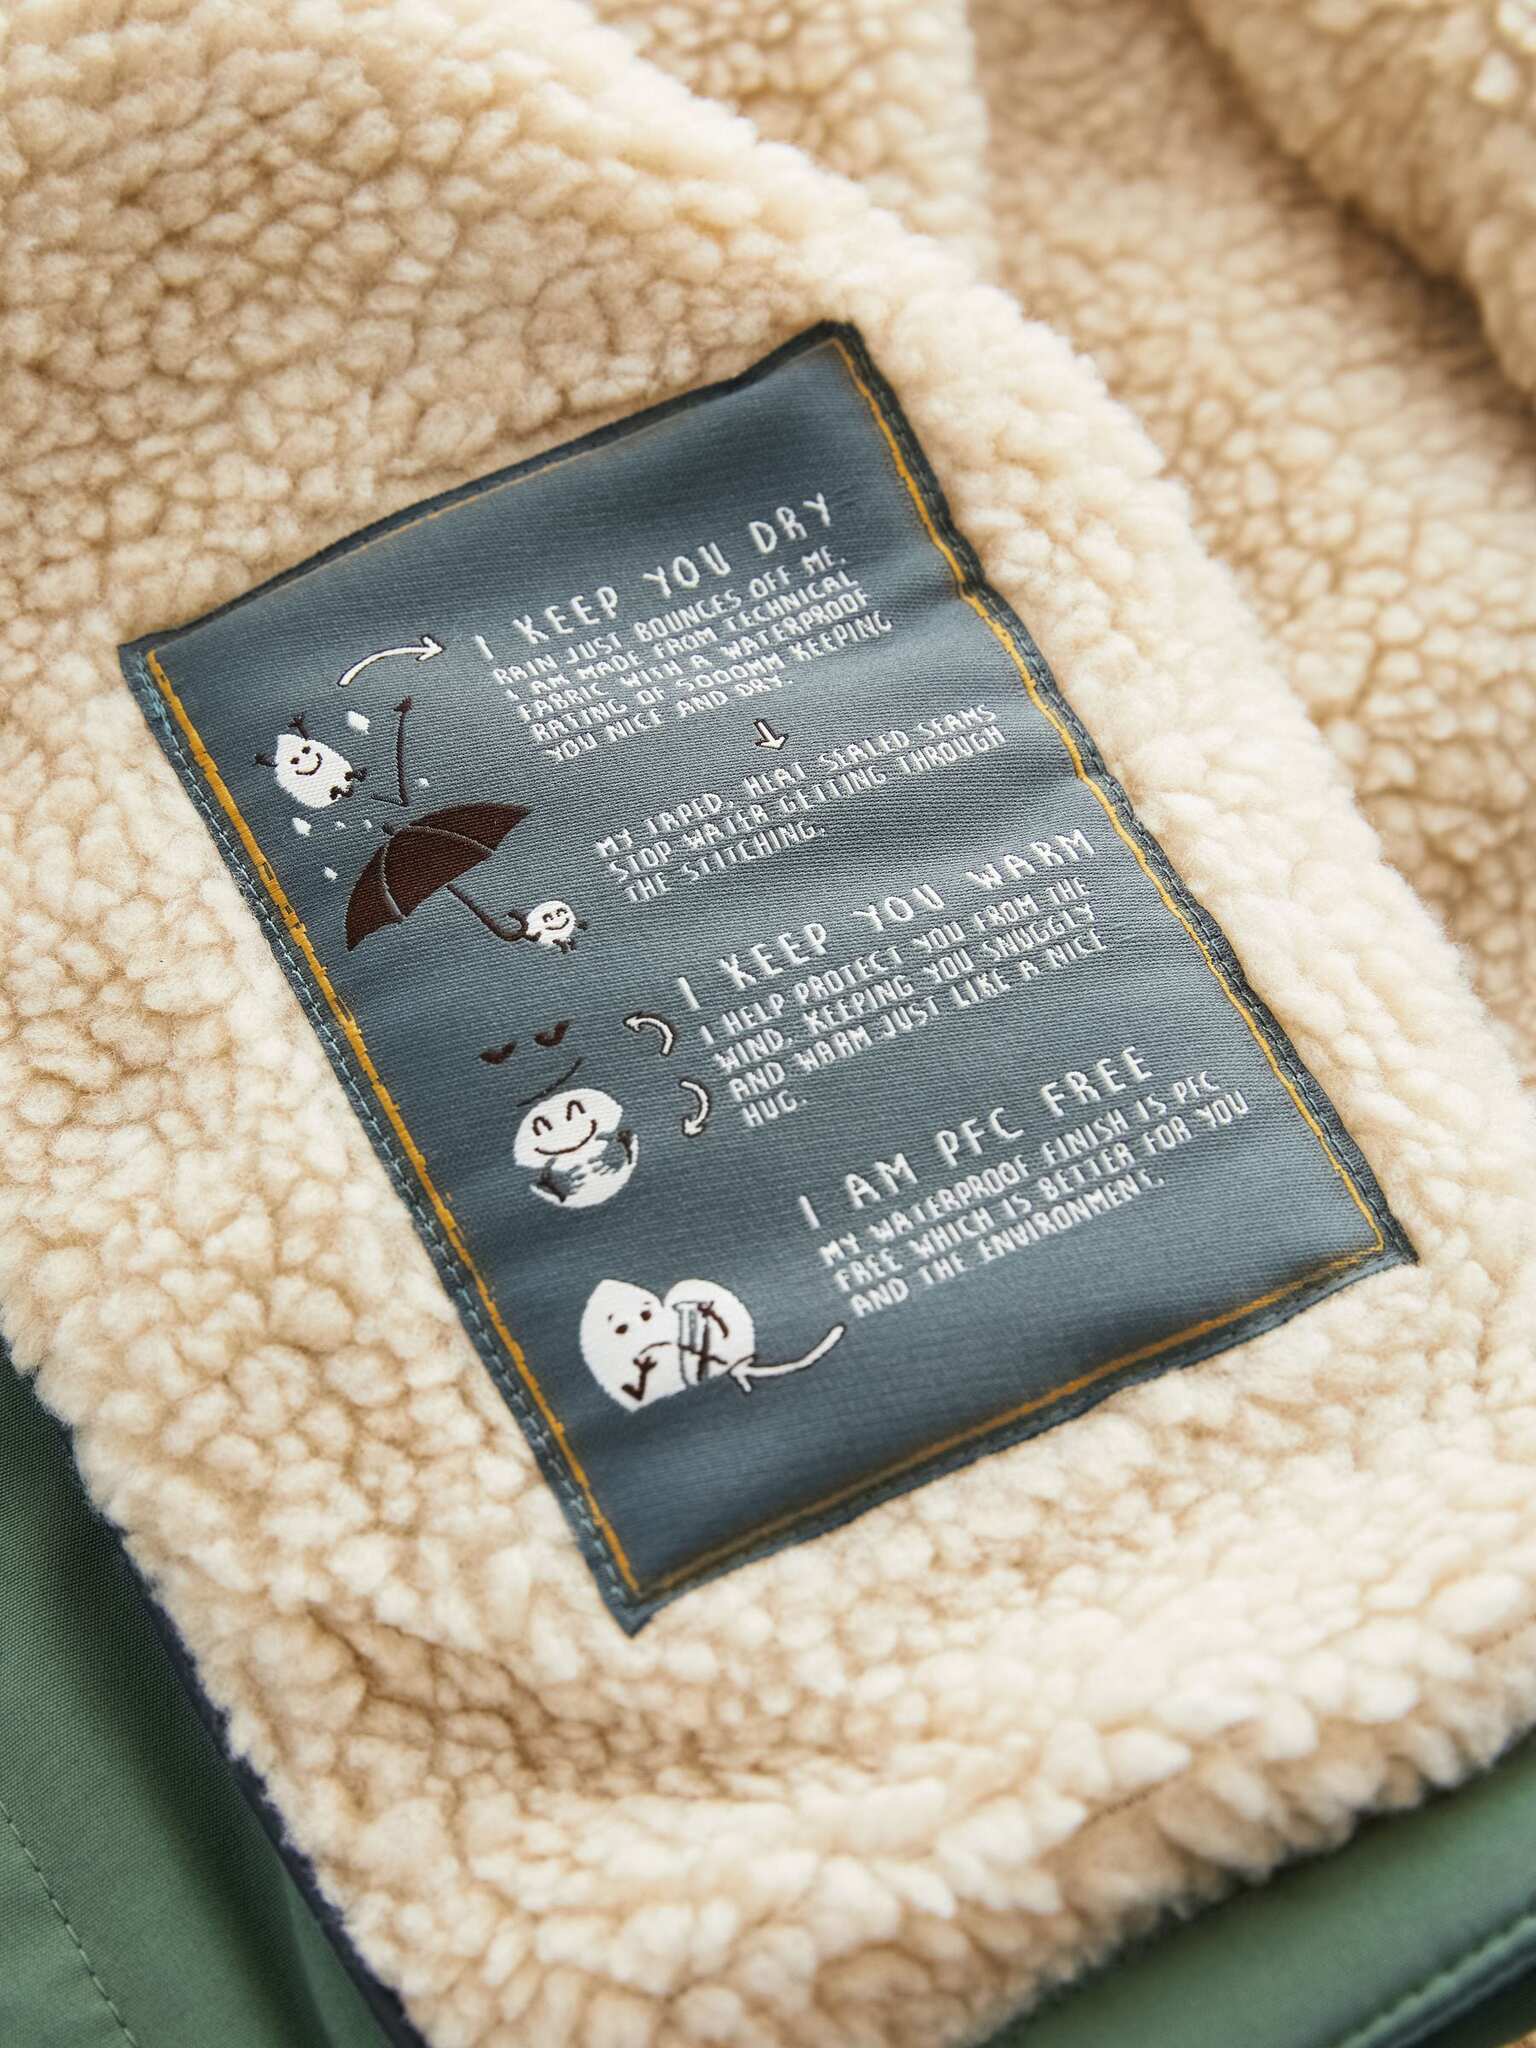 I KEEP YOU DRY
RAIN JUST BOUNCES OFF ME.
I AM MADE FROM TECHNICAL
FABRIC WITH A WATERPROOF
RATING OF 5000MM KEEPING
YOU NICE AND DRY.
MY TAPED, HEAT SEALED SEAMS
STOP WATER GETTING THROUGH
THE STITCHING.
I KEEP YOU WARM
I HELP PROTECT YOU FROM THE
WIND, KEEPING YOU SNUGGLY
AND WARM JUST LIKE A NICE
HUG.
I AM PFC FREE
MY WATERPROOF FINISH IS PFC
FREE WHICH IS BETTER FOR YOU
AND THE ENVIRONMENT.